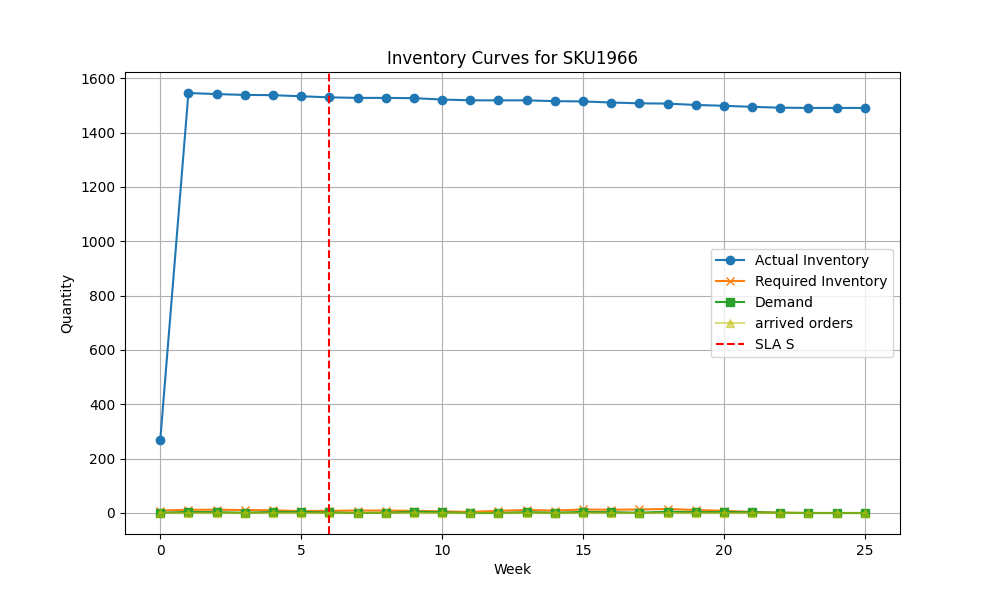 Inventory Curves for SKU1966
1600
1400
1200
1000
800
600
400
200
0
Quantity
Actual Inventory
Required Inventory
Demand
arrived orders
SLA S
0 5 10 15 20 25
Week